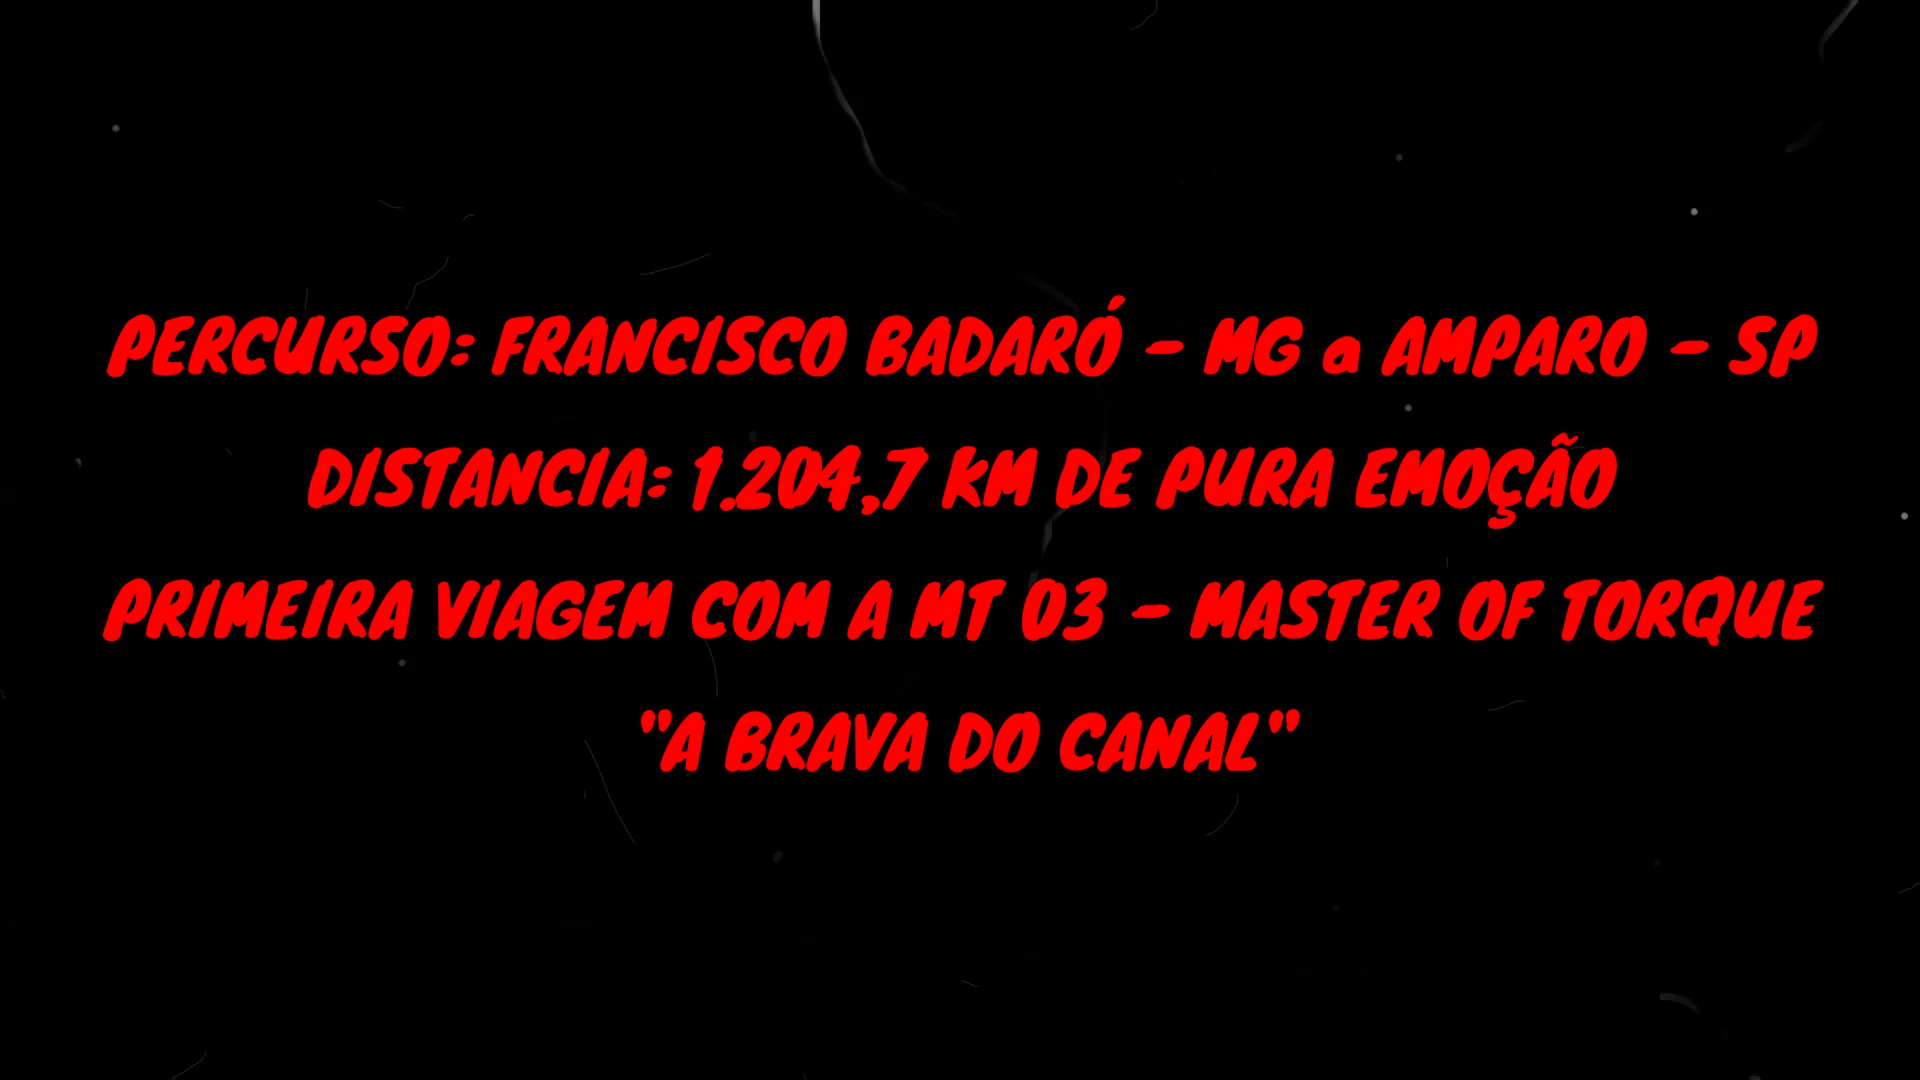 PERCURSO: FRANCISCO BADARÓ - MG a AMPARO - SP
DISTANCIA: 1.204,7 KM DE PURA EMOÇÃO
PRIMEIRA VIAGEM COM A MT 03 - MASTER OF TORQUE
"A BRAVA DO CANAL"